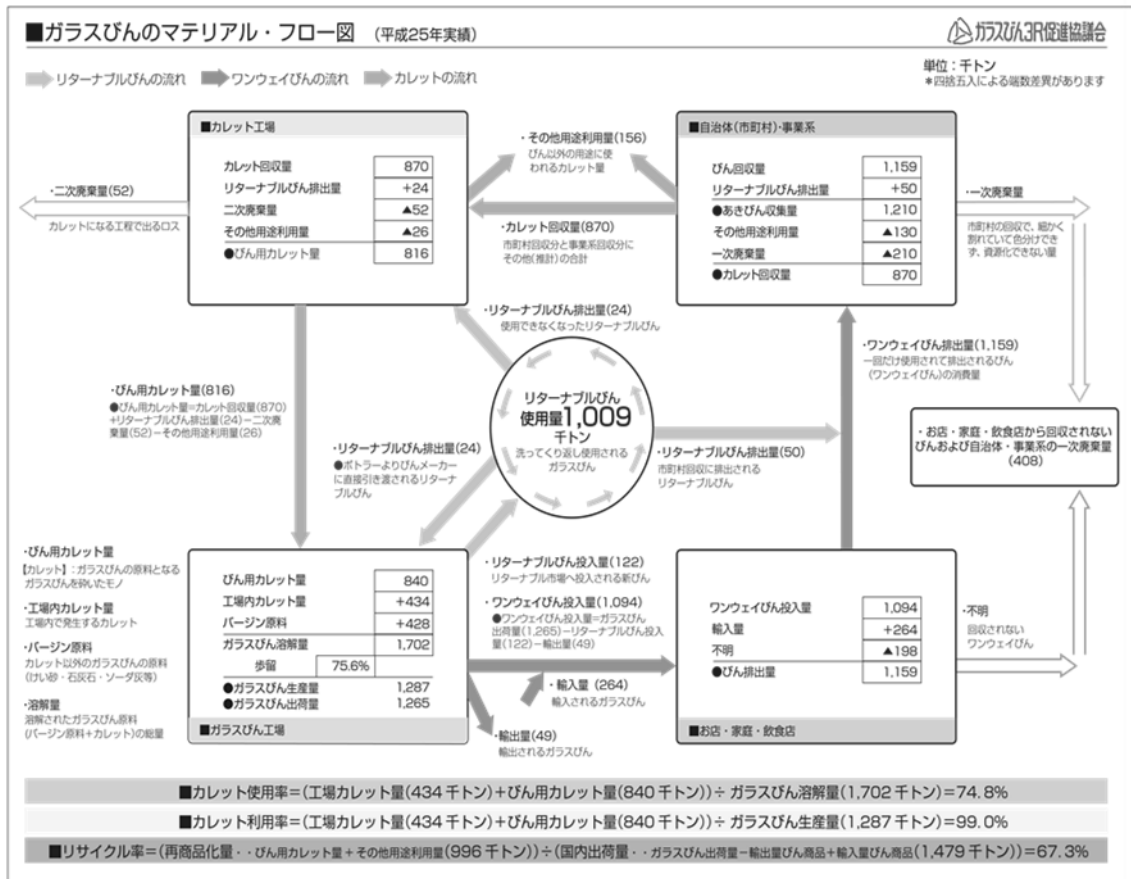 ■ガラスびんのマテリアル・フロー図 (平成25年実績)
ガラスびん3R促進協議会
単位:千トン
*四捨五入による端数差異があります
リターナブルびんの流れ
ワンウェイびんの流れ
カレットの流れ
■カレット工場
カレット回収量 870
リターナブルびん排出量 +24
二次廃棄量 ▲52
その他用途利用量 ▲26
●びん用カレット量 816
・その他用途利用量(156)
びん以外の用途に使
われるカレット量
■自治体(市町村)・事業系
びん回収量 1,159
リターナブルびん排出量 +50
●あきびん収集量 1,210
その他用途利用量 ▲130
一次廃棄量 ▲210
●カレット回収量 870
・二次廃棄量(52)
カレットになる工程で出るロス
・カレット回収量(870)
市町村回収分と事業系回収分に
その他(推計)の合計
・一次廃棄量
市町村の回収で、細かく
割れていて色分けでき
ず、資源化できない量
・リターナブルびん排出量(24)
使用できなくなったリターナブルびん
・ワンウェイびん排出量(1,159)
一回だけ使用されて排出されるびん
(ワンウェイびん)の消費量
・びん用カレット量(816)
●びん用カレット量=カレット回収量(870)
+リターナブルびん排出量(24)-二次廃
棄量(52)-その他用途利用量(26)
リターナブルびん
使用量1,009
千トン
洗ってくり返し使用される
ガラスびん
・リターナブルびん排出量(24)
●ボトラーよりびんメーカー
に直接引き渡されるリターナ
ブルびん
・リターナブルびん排出量(50)
市町村回収に排出される
リターナブルびん
・お店・家庭・飲食店から回収されない
びんおよび自治体・事業系の一次廃棄量
(408)
・びん用カレット量
【カレット】:ガラスびんの原料となる
ガラスびんを砕いたモノ
・工場内カレット量
工場内で発生するカレット
・バージン原料
カレット以外のガラスびんの原料
(けい砂・石灰石・ソーダ灰等)
・溶解量
溶解されたガラスびん原料
(バージン原料+カレット)の総量
びん用カレット量 840
工場内カレット量 +434
バージン原料 +428
ガラスびん溶解量 1,702
歩留 75.6%
●ガラスびん生産量 1,287
●ガラスびん出荷量 1,265
■ガラスびん工場
・リターナブルびん投入量(122)
リターナブル市場へ投入される新びん
・ワンウェイびん投入量(1,094)
●ワンウェイびん投入量=ガラスびん
出荷量(1,265)-リターナブルびん投入
量(122)-輸出量(49)
・輸入量 (264)
輸入されるガラスびん
・輸出量(49)
輸出されるガラスびん
ワンウェイびん投入量 1,094
輸入量 +264
不明 ▲198
●びん排出量 1,159
■お店・家庭・飲食店
・不明
回収されない
ワンウェイびん
■カレット使用率=(工場カレット量(434千トン)+びん用カレット量(840千トン))÷ ガラスびん溶解量(1,702千トン)=74.8%
■カレット利用率=(工場カレット量(434千トン)+びん用カレット量(840千トン))÷ ガラスびん生産量(1,287千トン)=99.0%
■リサイクル率=(再商品化量・・びん用カレット量+その他用途利用量(996千トン))÷(国内出荷量・・ガラスびん出荷量-輸出量びん商品+輸入量びん商品(1,479千トン))=67.3%